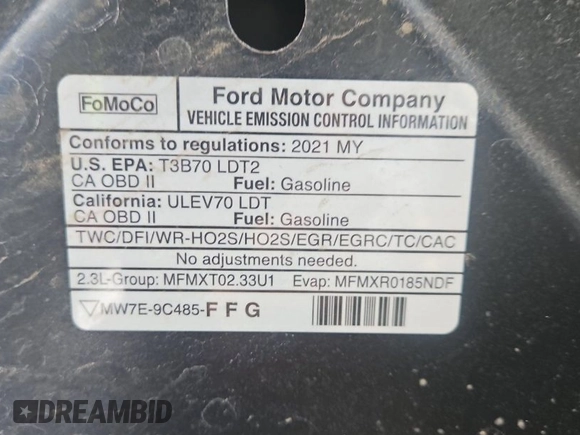 FoMoCo
Ford Motor Company
VEHICLE EMISSION CONTROL INFORMATION
Conforms to regulations: 2021 MY
U.S. EPA: T3B70 LDT2
CA OBD II Fuel: Gasoline
California: ULEV70 LDT
CA OBD II Fuel: Gasoline
TWC/DFI/WR-HO2S/HO2S/EGR/EGRC/TC/CAC
No adjustments needed.
2.3L-Group: MFMXT02.33U1 Evap: MFMXR0185NDF
MW7E-9C485-F F G
DREAMBID